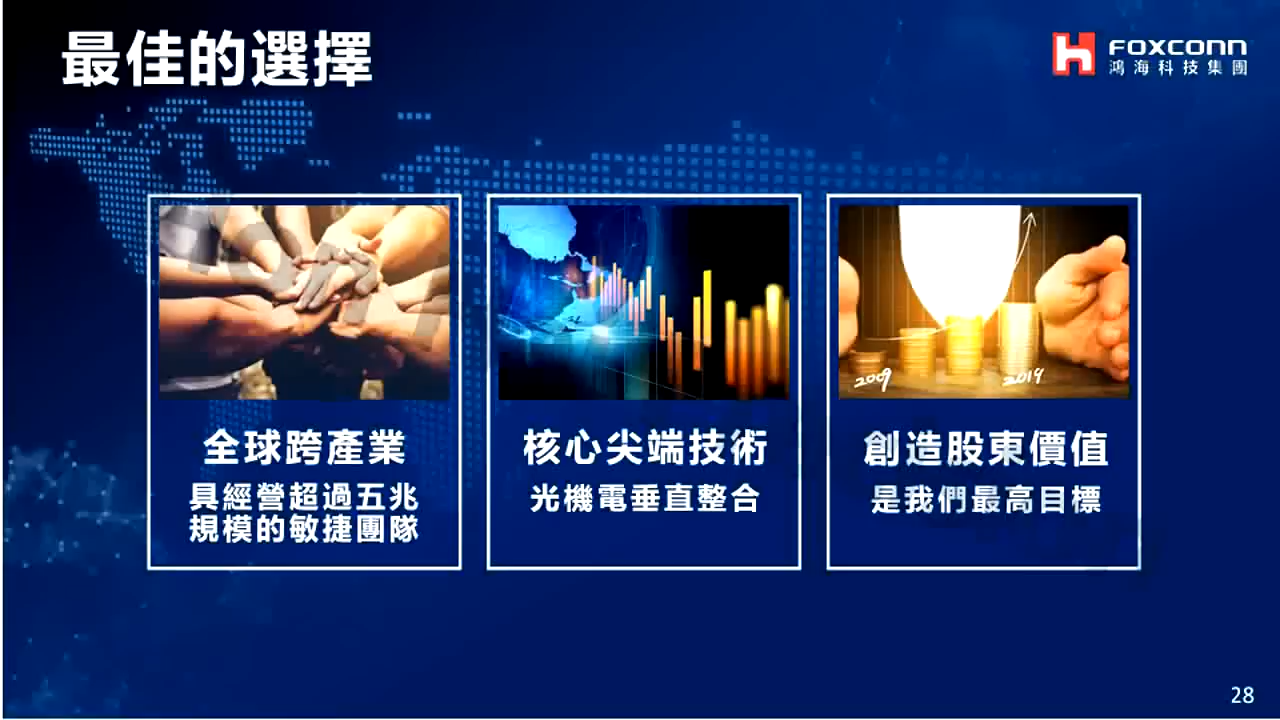 最佳的選擇
FOXCONN
鴻海科技集團
2009
2019
全球跨產業
具經營超過五兆
規模的敏捷團隊
核心尖端技術
光機電垂直整合
創造股東價值
是我們最高目標
28